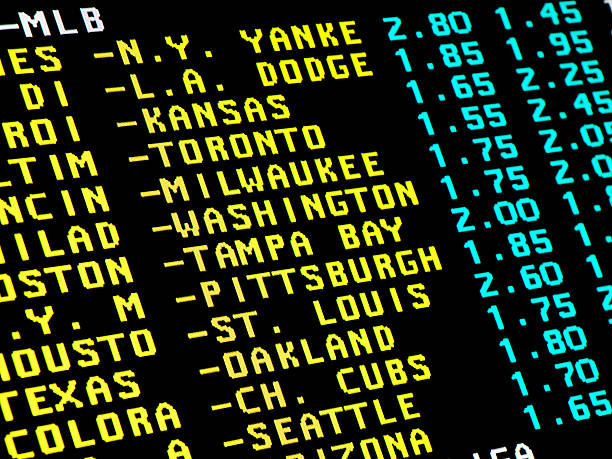 -MLB
ES -N.Y. YANKE 2.80 1.45
DI -L.A. DODGE 1.85 1.95
ROI -KANSAS 1.65 2.25
LTIM -TORONTO 1.55 2.45
NCIN -MILWAUKEE 1.75 2.0
ILAD -WASHINGTON 1.75 2.0
OSTON -TAMPA BAY 2.00 1.
.Y. M -PITTSBURGH 1.85 1.
HOUSTO -ST. LOUIS 2.60 1
TEXAS -OAKLAND 1.75 2
COLORA -CH. CUBS 1.80
A -SEATTLE 1.70
RIZONA 1.65